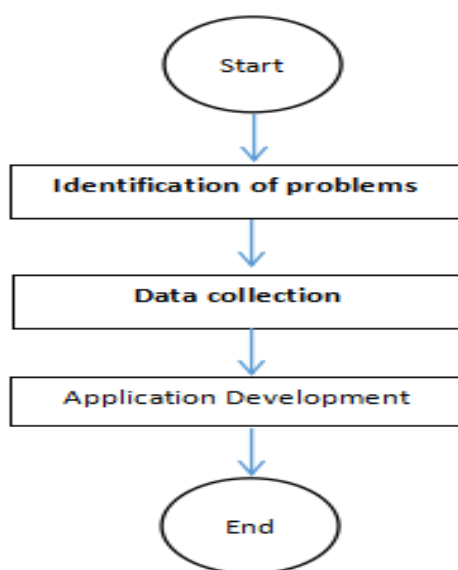 Start
Identification of problems
Data collection
Application Development
End